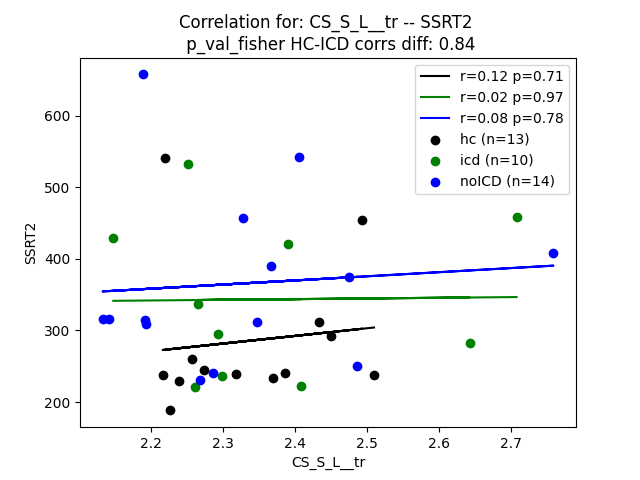 Correlation for: CS_S_L__tr -- SSRT2
p_val_fisher HC-ICD corrs diff: 0.84
r=0.12 p=0.71
r=0.02 p=0.97
r=0.08 p=0.78
hc (n=13)
icd (n=10)
noICD (n=14)
600
500
400
300
200
SSRT2
2.2 2.3 2.4 2.5 2.6 2.7
CS_S_L__tr